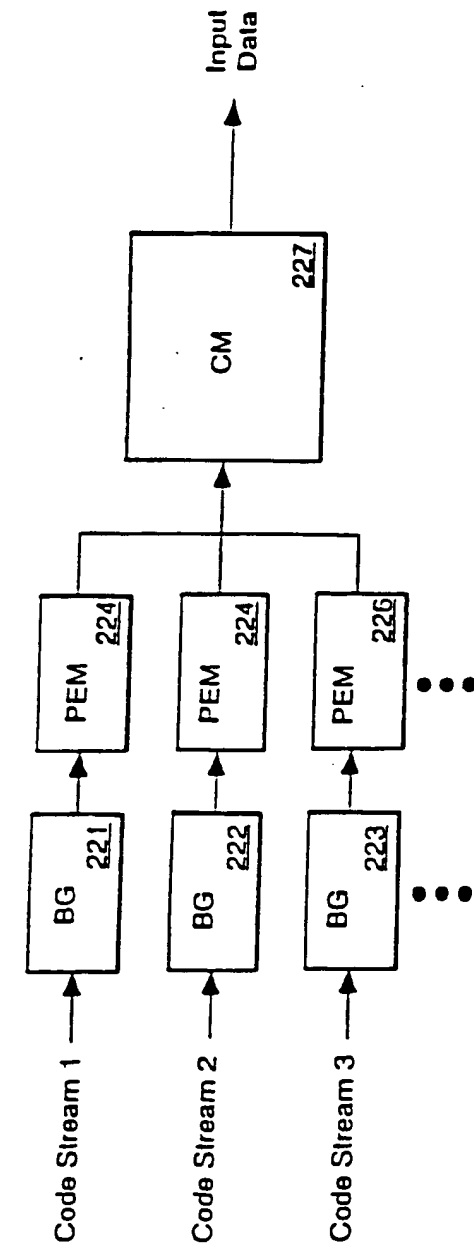 Code Stream 1
BG
221
PEM
224
Code Stream 2
BG
222
PEM
224
Code Stream 3
BG
223
PEM
226
CM
227
Input
Data